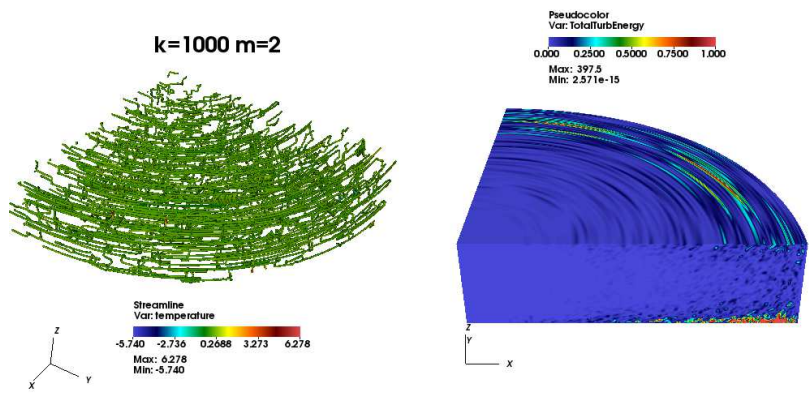 k=1000 m=2
Streamline
Var: temperature
-5.740 -2.736 0.2688 3.273 6.278
Max: 6.278
Min: -5.740
Z
X
Y
Pseudocolor
Var: TotalTurbEnergy
0.000 0.2500 0.5000 0.7500 1.000
Max: 397.5
Min: 2.571e-15
Z
Y
X